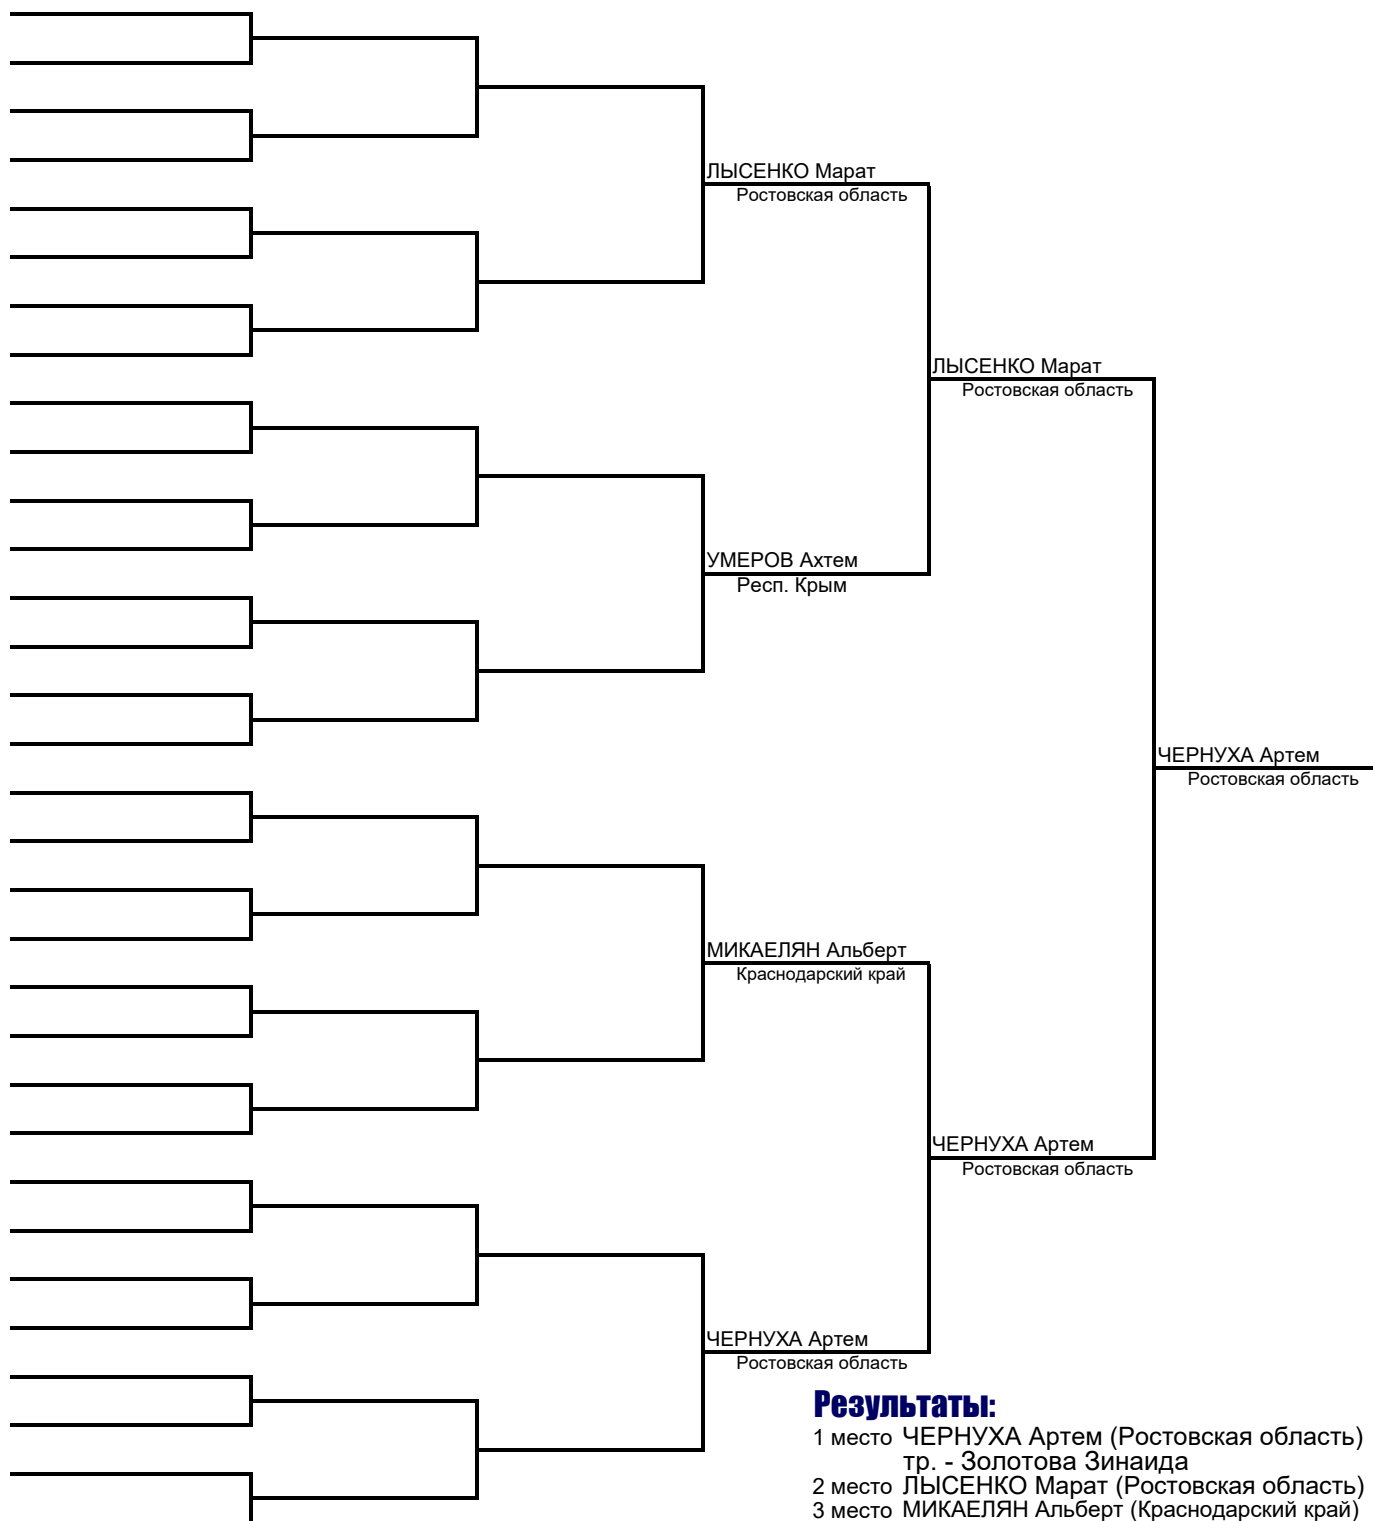 ЛЫСЕНКО Марат
Ростовская область
ЛЫСЕНКО Марат
Ростовская область
УМЕРОВ Ахтем
Респ. Крым
ЧЕРНУХА Артем
Ростовская область
МИКАЕЛЯН Альберт
Краснодарский край
ЧЕРНУХА Артем
Ростовская область
ЧЕРНУХА Артем
Ростовская область
Результаты:
1 место ЧЕРНУХА Артем (Ростовская область)
тр. - Золотова Зинаида
2 место ЛЫСЕНКО Марат (Ростовская область)
3 место МИКАЕЛЯН Альберт (Краснодарский край)